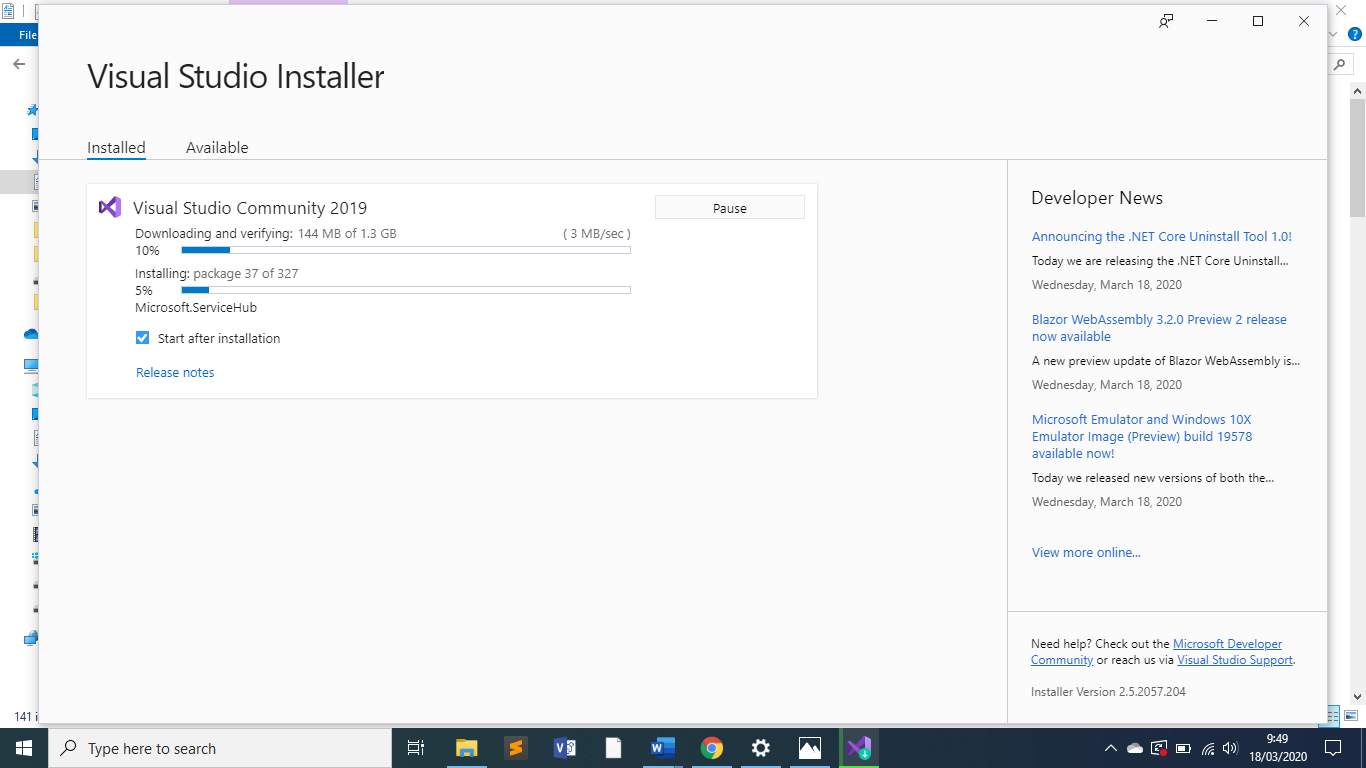 File
Visual Studio Installer
Installed
Available
Visual Studio Community 2019
Pause
Downloading and verifying: 144 MB of 1.3 GB
( 3 MB/sec )
10%
Installing: package 37 of 327
5%
Microsoft.ServiceHub
Start after installation
Release notes
Developer News
Announcing the .NET Core Uninstall Tool 1.0!
Today we are releasing the .NET Core Uninstall...
Wednesday, March 18, 2020
Blazor WebAssembly 3.2.0 Preview 2 release
now available
A new preview update of Blazor WebAssembly is...
Wednesday, March 18, 2020
Microsoft Emulator and Windows 10X
Emulator Image (Preview) build 19578
available now!
Today we released new versions of both the...
Wednesday, March 18, 2020
View more online...
Need help? Check out the Microsoft Developer
Community or reach us via Visual Studio Support.
Installer Version 2.5.2057.204
141 i
Type here to search
9:49
18/03/2020